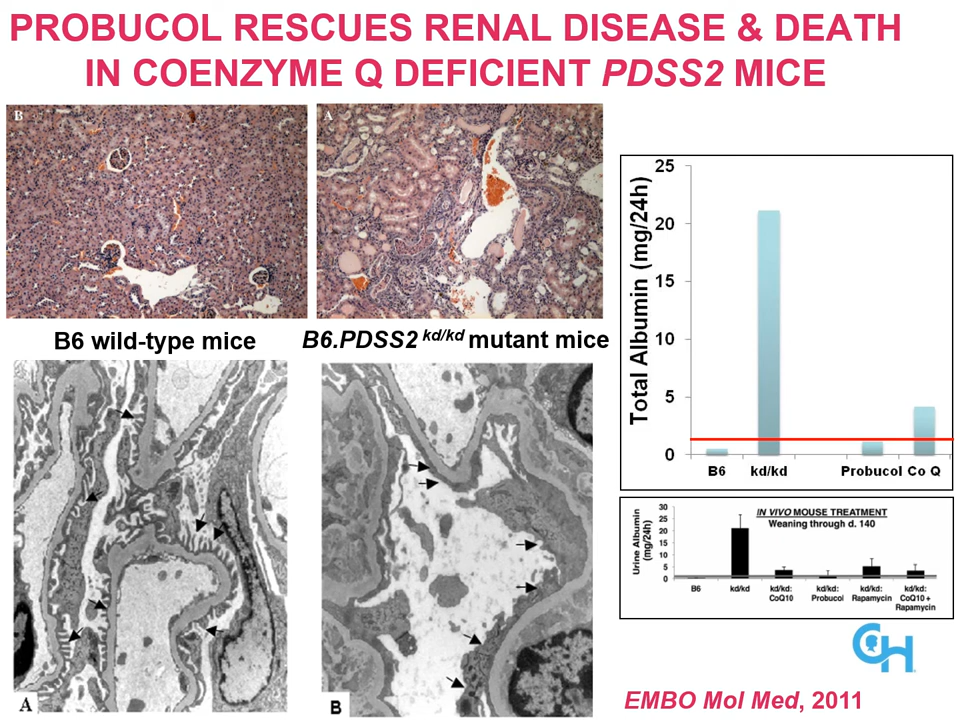 PROBUCOL RESCUES RENAL DISEASE & DEATH
IN COENZYME Q DEFICIENT PDSS2 MICE
B
A
B6 wild-type mice
B6.PDSS2 kd/kd mutant mice
A
B
Total Albumin (mg/24h)
25
20
15
10
5
0
B6
kd/kd
Probucol
Co Q
IN VIVO MOUSE TREATMENT
Weaning through d. 140
Urine Albumin
(mg/24h)
30
25
20
15
10
5
0
B6
kd/kd
kd/kd:
CoQ10
kd/kd:
Probucol
kd/kd:
Rapamycin
kd/kd:
CoQ10 +
Rapamycin
CH
EMBO Mol Med, 2011